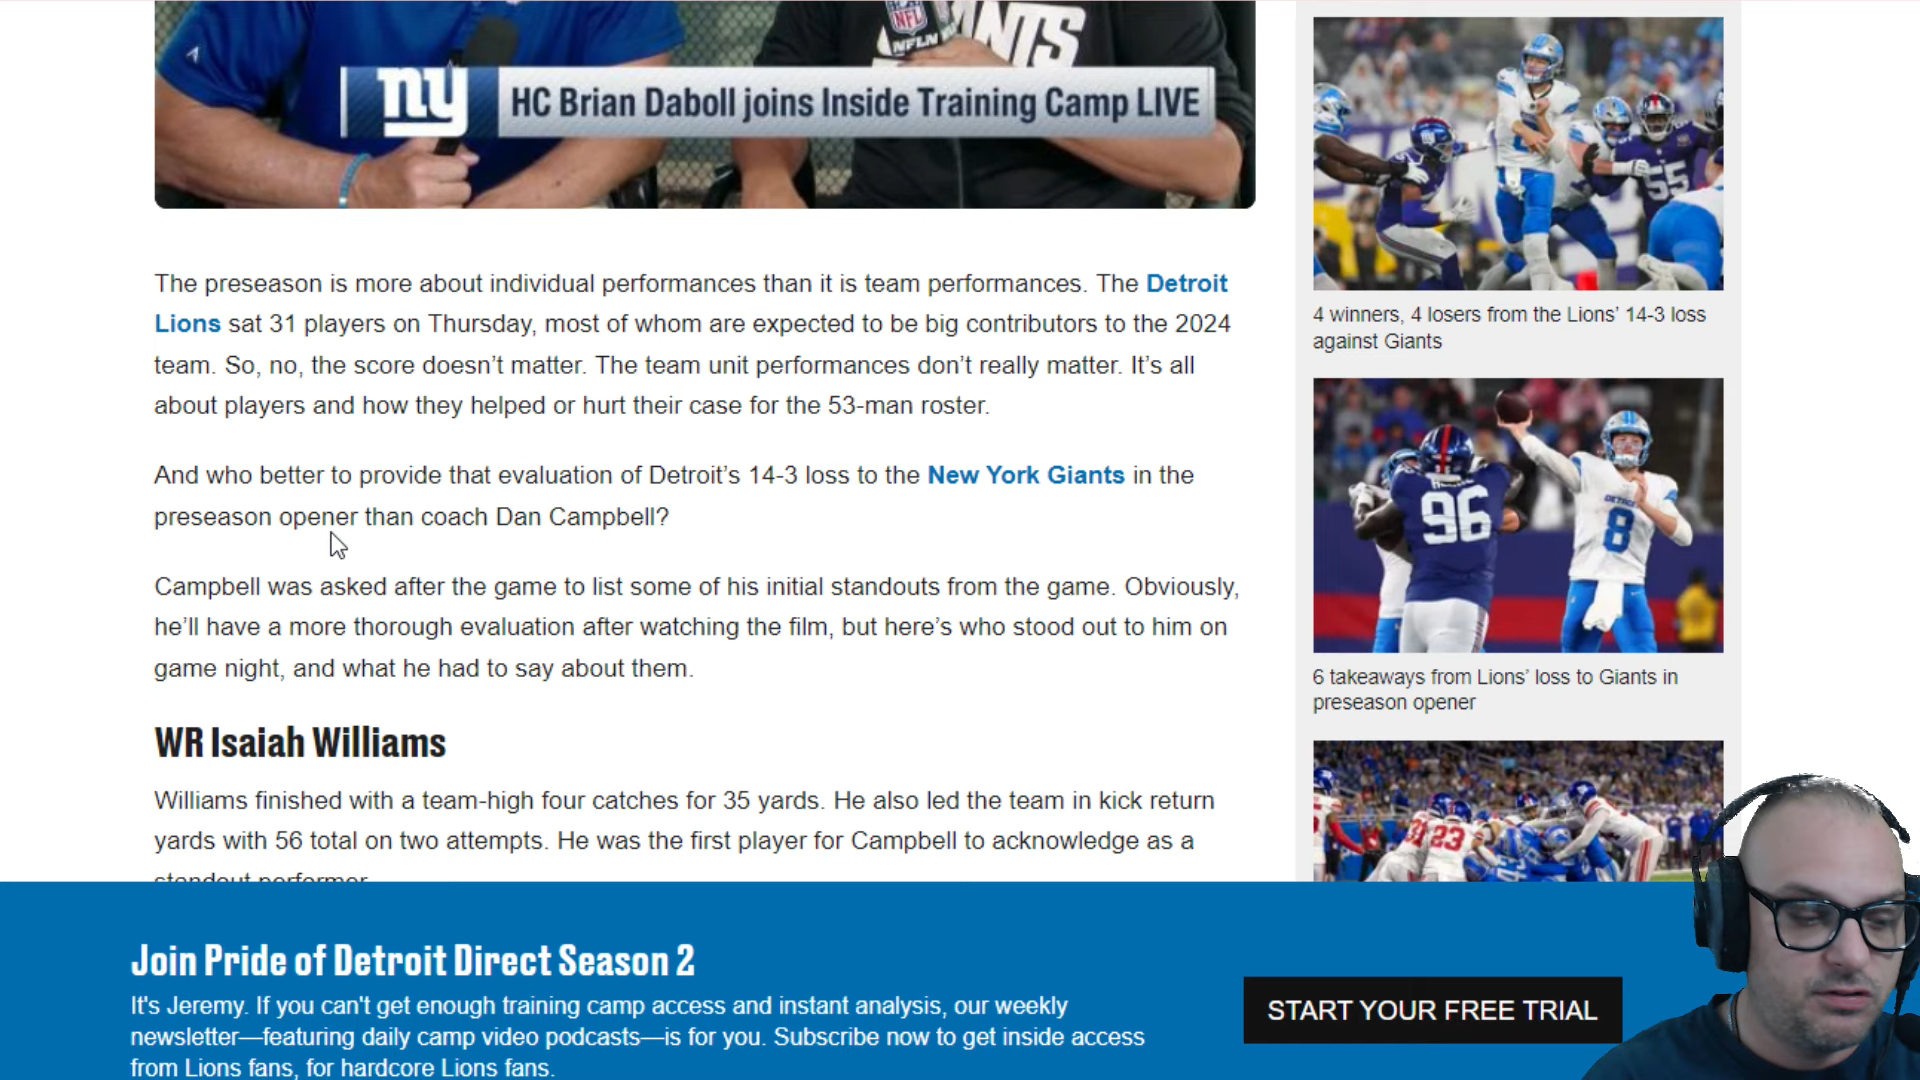 NFL
NFLN
ANTS
ny
HC Brian Daboll joins Inside Training Camp LIVE
The preseason is more about individual performances than it is team performances. The Detroit
Lions sat 31 players on Thursday, most of whom are expected to be big contributors to the 2024
team. So, no, the score doesn’t matter. The team unit performances don’t really matter. It’s all
about players and how they helped or hurt their case for the 53-man roster.
And who better to provide that evaluation of Detroit’s 14-3 loss to the New York Giants in the
preseason opener than coach Dan Campbell?
Campbell was asked after the game to list some of his initial standouts from the game. Obviously,
he’ll have a more thorough evaluation after watching the film, but here’s who stood out to him on
game night, and what he had to say about them.
WR Isaiah Williams
Williams finished with a team-high four catches for 35 yards. He also led the team in kick return
yards with 56 total on two attempts. He was the first player for Campbell to acknowledge as a
standout performer.
55
4 winners, 4 losers from the Lions’ 14-3 loss
against Giants
96
DETROIT
8
6 takeaways from Lions’ loss to Giants in
preseason opener
23
Join Pride of Detroit Direct Season 2
It's Jeremy. If you can't get enough training camp access and instant analysis, our weekly
newsletter—featuring daily camp video podcasts—is for you. Subscribe now to get inside access
from Lions fans, for hardcore Lions fans.
START YOUR FREE TRIAL